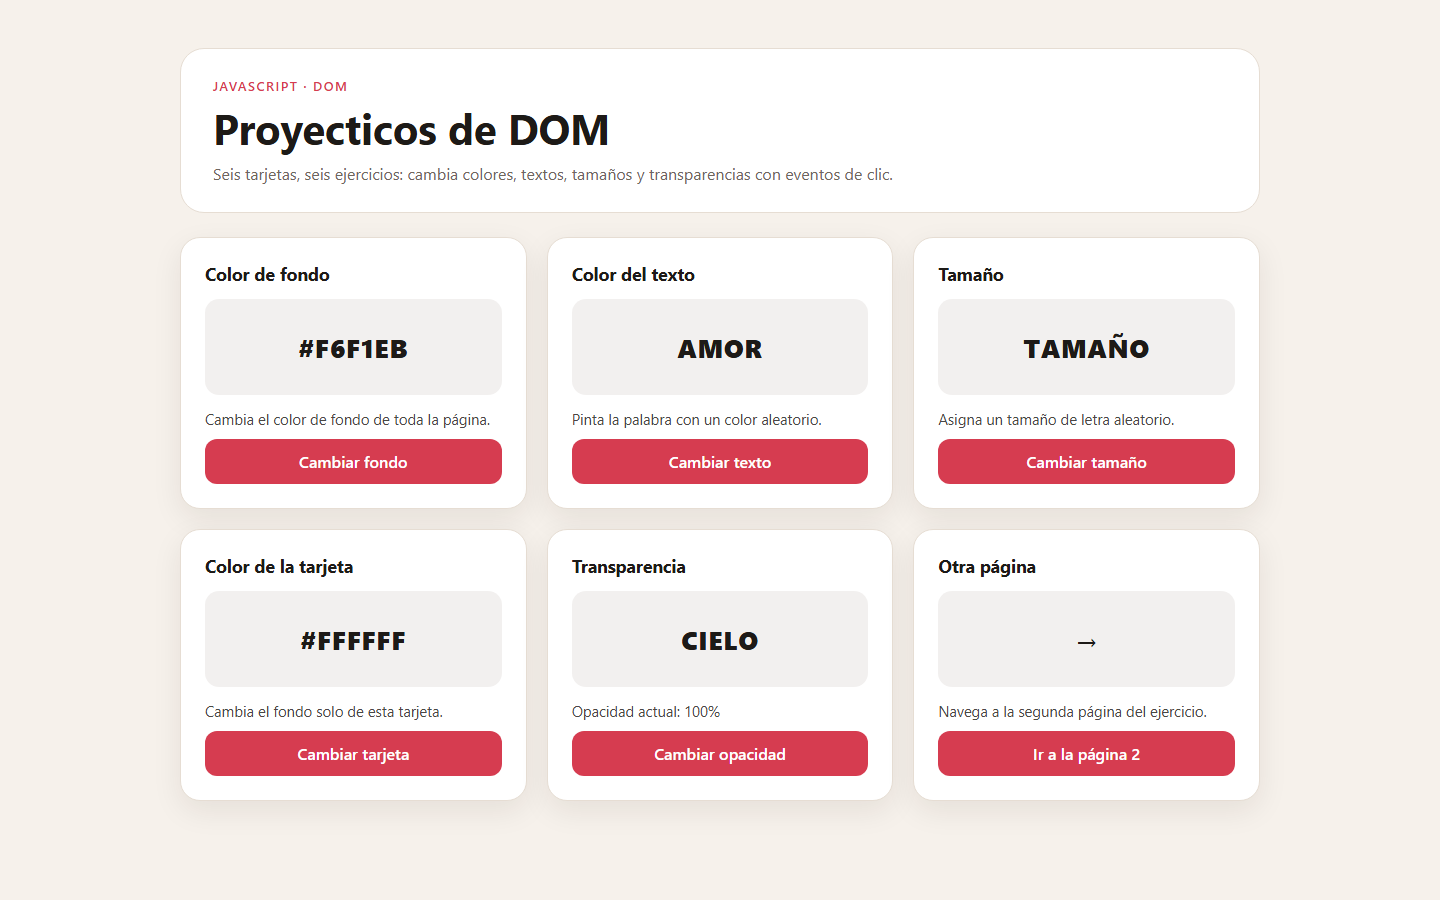 JAVASCRIPT · DOM
Proyecticos de DOM
Seis tarjetas, seis ejercicios: cambia colores, textos, tamaños y transparencias con eventos de clic.
Color de fondo
#F6F1EB
Cambia el color de fondo de toda la página.
Cambiar fondo
Color del texto
AMOR
Pinta la palabra con un color aleatorio.
Cambiar texto
Tamaño
TAMAÑO
Asigna un tamaño de letra aleatorio.
Cambiar tamaño
Color de la tarjeta
#FFFFFF
Cambia el fondo solo de esta tarjeta.
Cambiar tarjeta
Transparencia
CIELO
Opacidad actual: 100%
Cambiar opacidad
Otra página
→
Navega a la segunda página del ejercicio.
Ir a la página 2